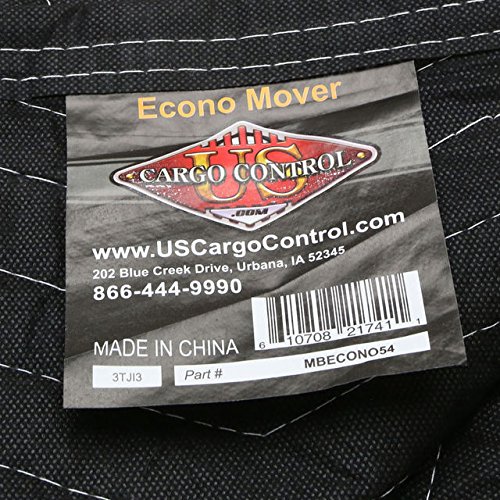 Econo Mover
US
CARGO CONTROL
.COM
www.USCargoControl.com
202 Blue Creek Drive, Urbana, IA 52345
866-444-9990
6 10708 21741 1
MADE IN CHINA
3TJI3 Part # MBECONO54